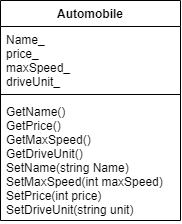 Automobile
Name_
price_
maxSpeed_
driveUnit_
GetName()
GetPrice()
GetMaxSpeed()
GetDriveUnit()
SetName(string Name)
SetMaxSpeed(int maxSpeed)
SetPrice(int price)
SetDriveUnit(string unit)